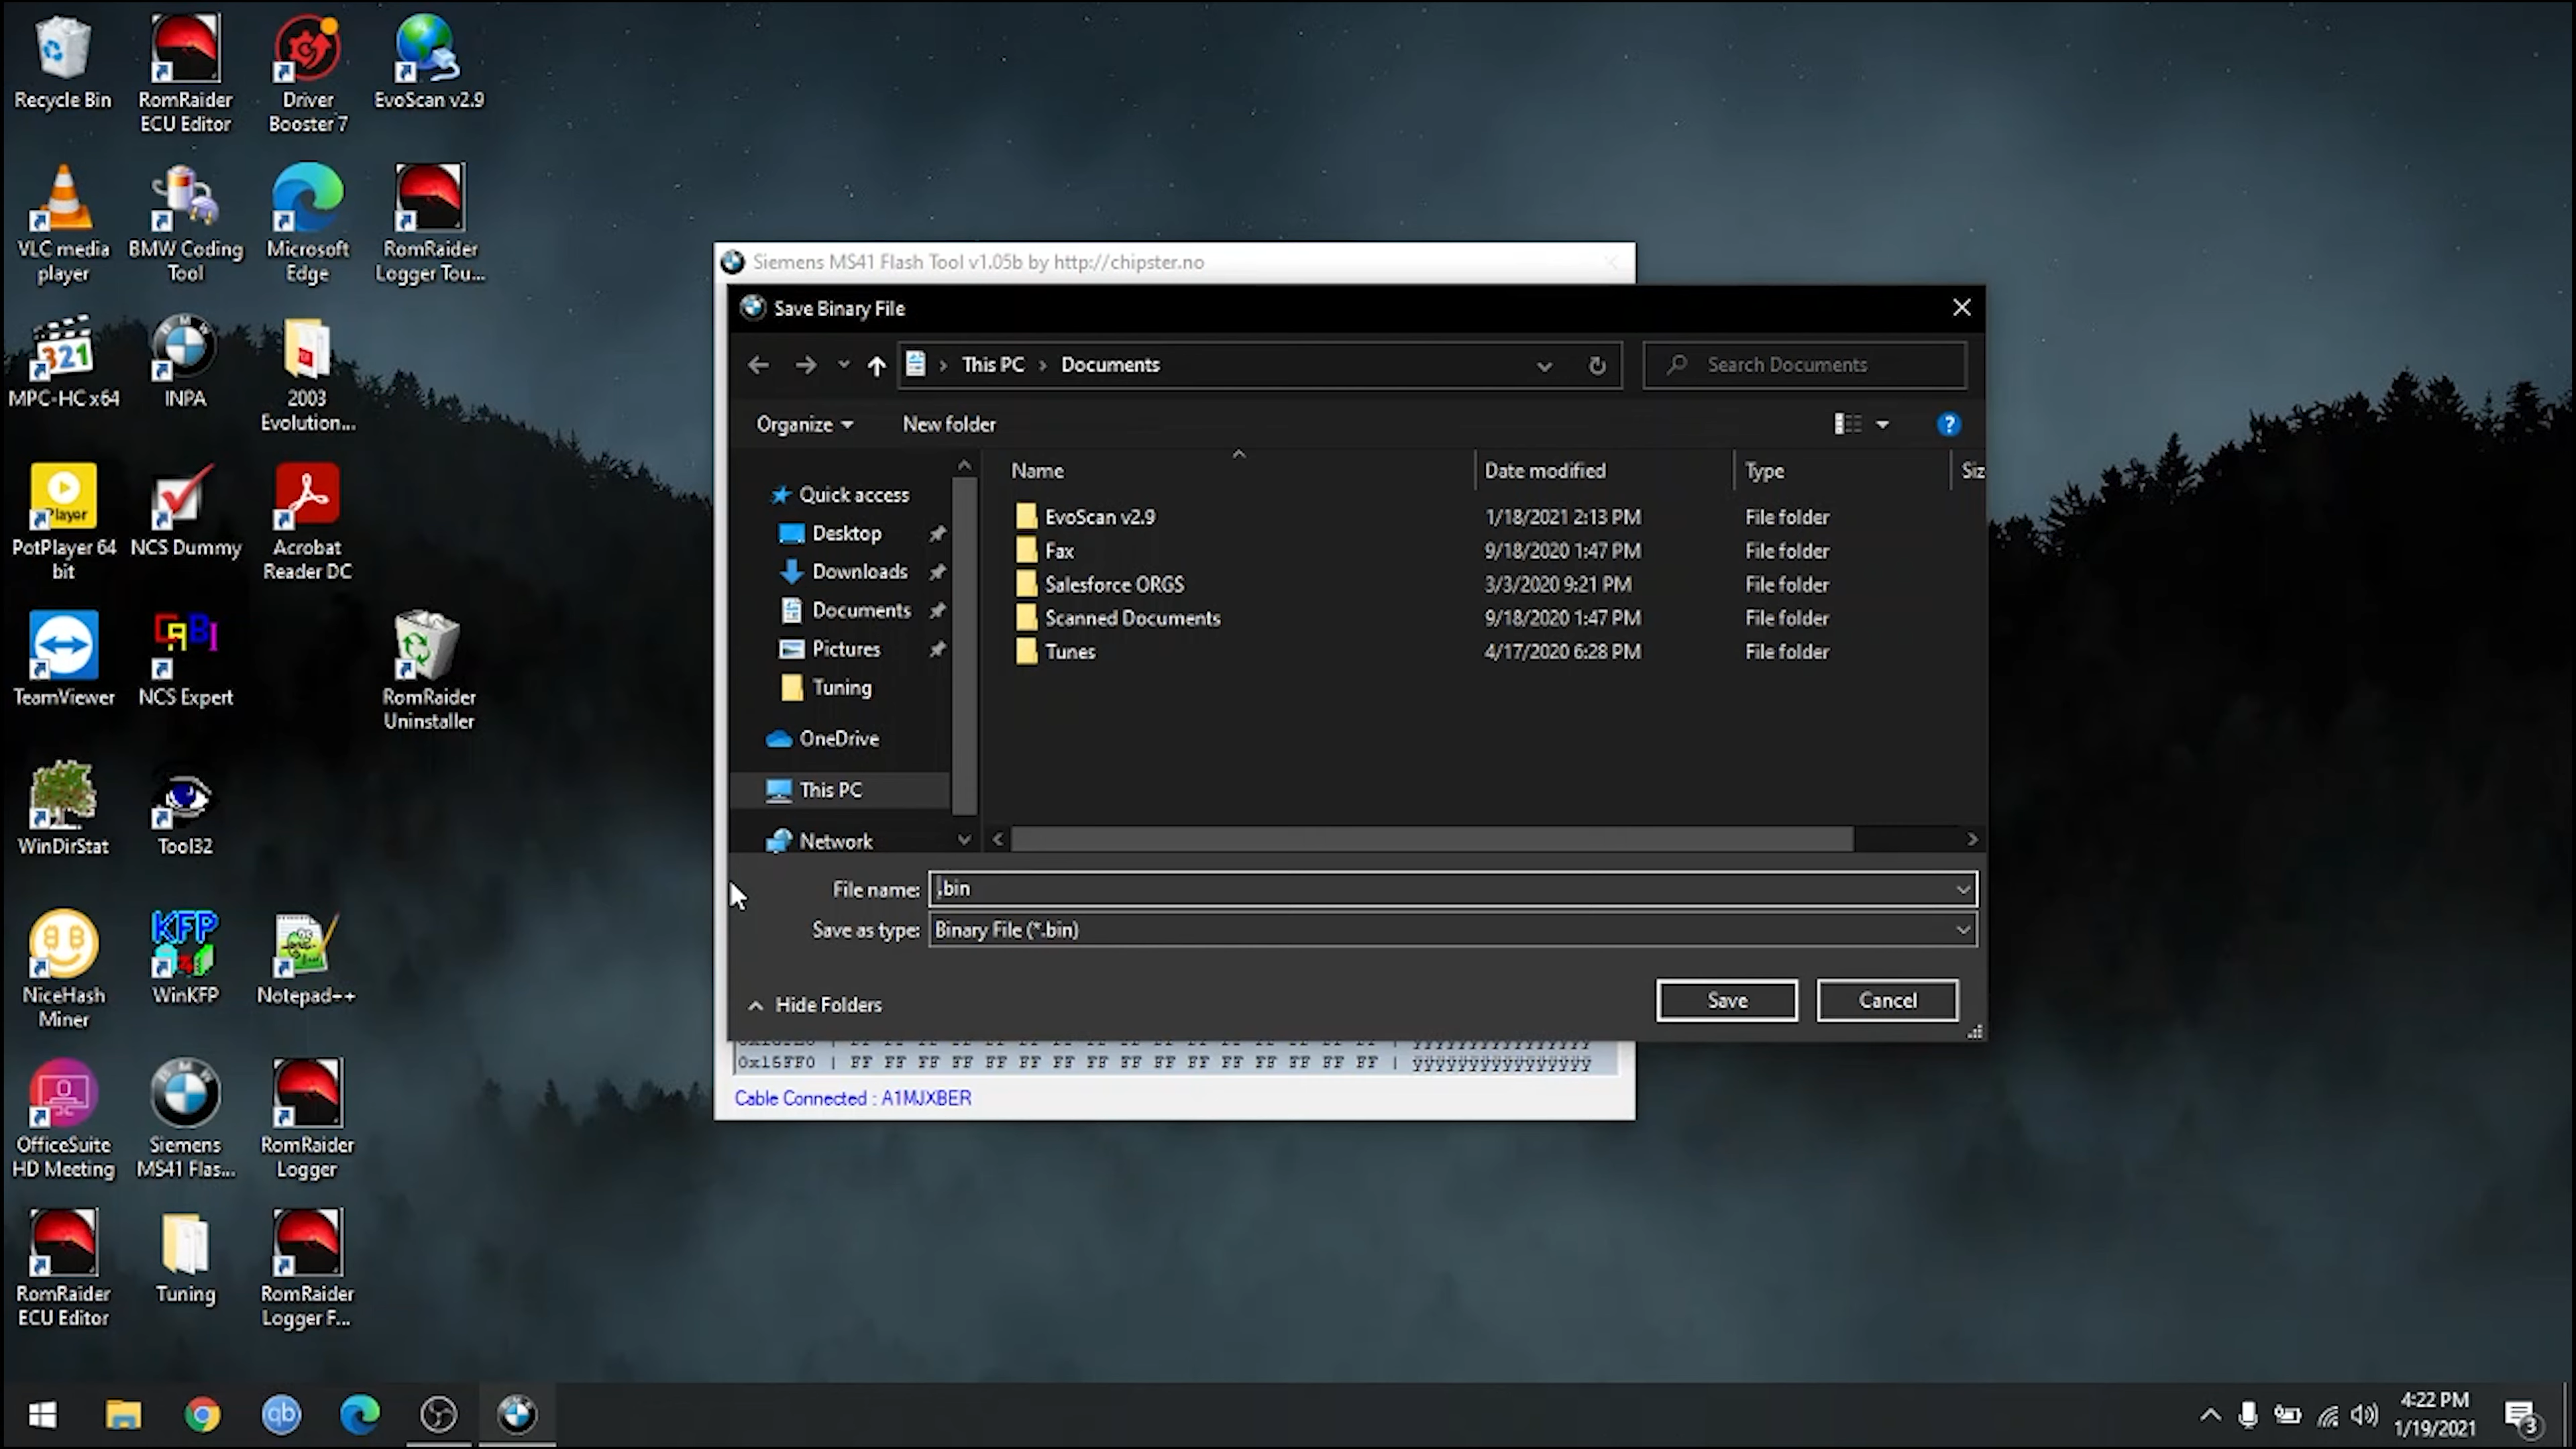 Recycle Bin
RomRaider
ECU Editor
Driver
Booster 7
EvoScan v2.9
VLC media
player
BMW Coding
Tool
Microsoft
Edge
RomRaider
Logger Tou...
321
MPC-HC x64
INPA
2003
Evolution...
Player
PotPlayer 64
bit
NCS Dummy
Acrobat
Reader DC
TeamViewer
NCS Expert
RomRaider
Uninstaller
WinDirStat
Tool32
NiceHash
Miner
KFP
WinKFP
Notepad++
OfficeSuite
HD Meeting
Siemens
MS41 Flas...
RomRaider
Logger
RomRaider
ECU Editor
Tuning
RomRaider
Logger F...
Siemens MS41 Flash Tool v1.05b by http://chipster.no
Save Binary File
This PC > Documents
Search Documents
Organize
New folder
Quick access
Desktop
Downloads
Documents
Pictures
Tuning
OneDrive
This PC
Network
Name Date modified Type Siz
EvoScan v2.9 1/18/2021 2:13 PM File folder
Fax 9/18/2020 1:47 PM File folder
Salesforce ORGS 3/3/2020 9:21 PM File folder
Scanned Documents 9/18/2020 1:47 PM File folder
Tunes 4/17/2020 6:28 PM File folder
File name: .bin
Save as type: Binary File (*.bin)
Hide Folders
Save
Cancel
0x15FF0 | FF FF FF FF FF FF FF FF FF FF FF FF FF FF FF FF | ÿÿÿÿÿÿÿÿÿÿÿÿÿÿÿÿ
Cable Connected : A1MJXBER
qb
4:22 PM
1/19/2021
3